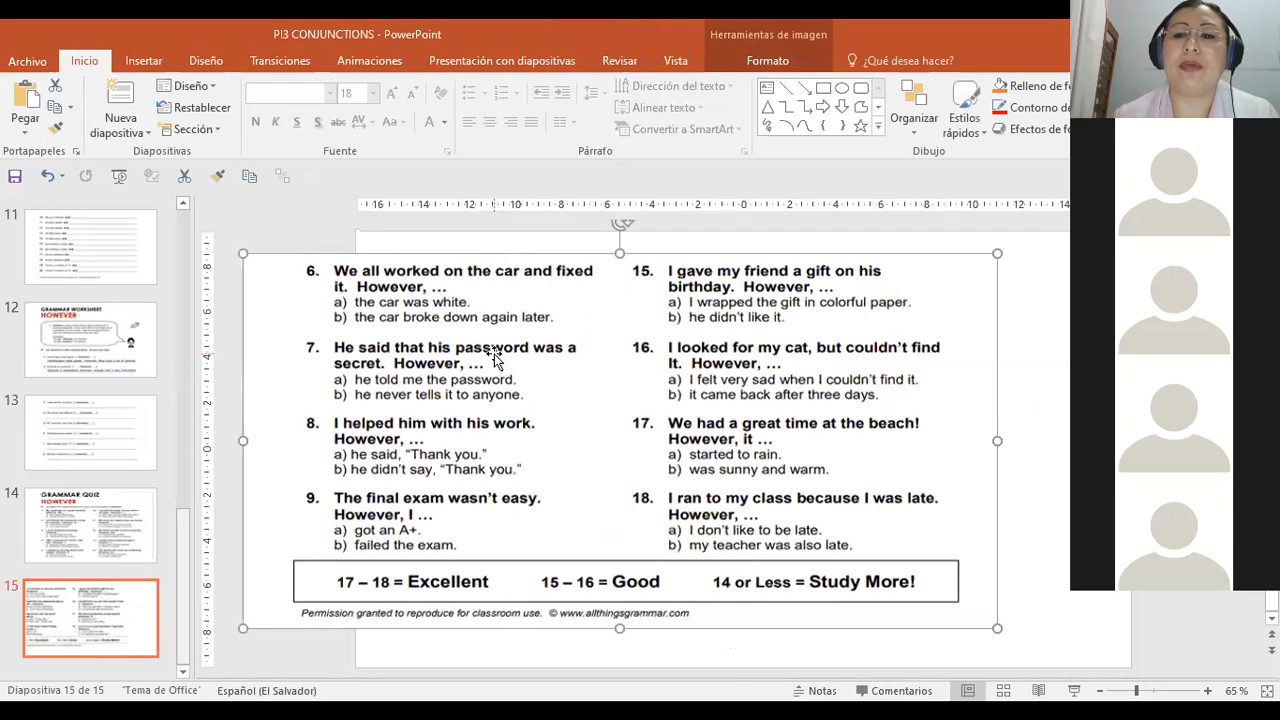 PI3 CONJUNCTIONS - PowerPoint
Herramientas de imagen
Archivo
Inicio
Insertar
Diseño
Transiciones
Animaciones
Presentación con diapositivas
Revisar
Vista
Formato
¿Qué desea hacer?
Pegar
Nueva diapositiva
Diseño
Restablecer
Sección
18
N K S S abc AV Aa A
Dirección del texto
Alinear texto
Convertir a SmartArt
Organizar
Estilos rápidos
Relleno de
Contorno de
Efectos de
Portapapeles
Diapositivas
Fuente
Párrafo
Dibujo
11
12
GRAMMAR WORKSHEET
HOWEVER
13
14
GRAMMAR QUIZ
HOWEVER
15
6. We all worked on the car and fixed
it. However, …
a) the car was white.
b) the car broke down again later.
7. He said that his password was a
secret. However, …
a) he told me the password.
b) he never tells it to anyone.
8. I helped him with his work.
However, …
a) he said, “Thank you.”
b) he didn’t say, “Thank you.”
9. The final exam wasn’t easy.
However, I …
a) got an A+.
b) failed the exam.
15. I gave my friend a gift on his
birthday. However, …
a) I wrapped the gift in colorful paper.
b) he didn’t like it.
16. I looked for my cat, but couldn’t find
it. However, …
a) I felt very sad when I couldn’t find it.
b) it came back after three days.
17. We had a great time at the beach!
However,
a) started to rain.
b) was sunny and warm.
18. I ran to my class because I was late.
However, …
a) I don’t like to be late.
b) my teacher was also late.
17 – 18 = Excellent 15 – 16 = Good 14 or Less = Study More!
Permission granted to reproduce for classroom use. © www.allthingsgrammar.com
Diapositiva 15 de 15
"Tema de Office"
Español (El Salvador)
Notas
Comentarios
65 %